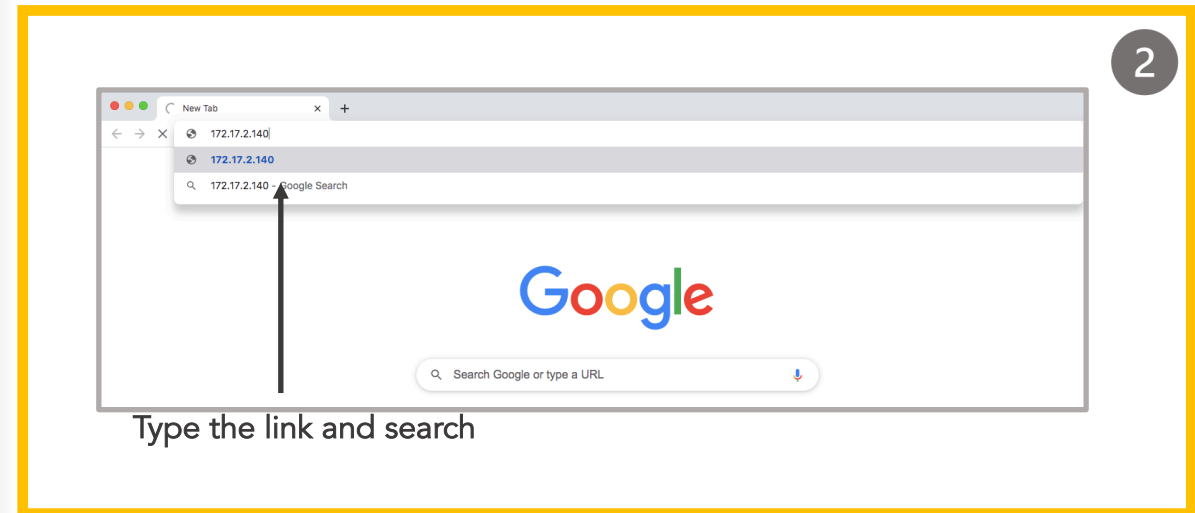 2
New Tab
172.17.2.140
172.17.2.140
172.17.2.140 - Google Search
Google
Search Google or type a URL
Type the link and search